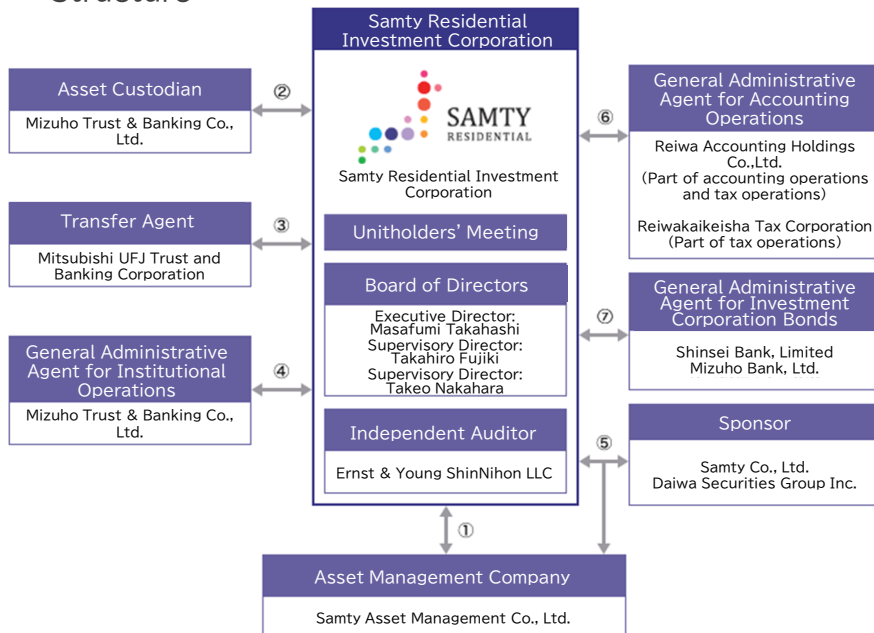 Structure
Samty Residential
Investment Corporation
SAMTY
RESIDENTIAL
Samty Residential Investment
Corporation
Unitholders' Meeting
Board of Directors
Executive Director:
Masafumi Takahashi
Supervisory Director:
Takahiro Fujiki
Supervisory Director:
Takeo Nakahara
Independent Auditor
Ernst & Young ShinNihon LLC
Asset Custodian
Mizuho Trust & Banking Co.,
Ltd.
②
Transfer Agent
Mitsubishi UFJ Trust and
Banking Corporation
③
General Administrative
Agent for Institutional
Operations
Mizuho Trust & Banking Co.,
Ltd.
④
⑥
General Administrative
Agent for Accounting
Operations
Reiwa Accounting Holdings
Co.,Ltd.
(Part of accounting operations
and tax operations)
Reiwakaikeisha Tax Corporation
(Part of tax operations)
⑦
General Administrative
Agent for Investment
Corporation Bonds
Shinsei Bank, Limited
Mizuho Bank, Ltd.
⑤
Sponsor
Samty Co., Ltd.
Daiwa Securities Group Inc.
①
Asset Management Company
Samty Asset Management Co., Ltd.